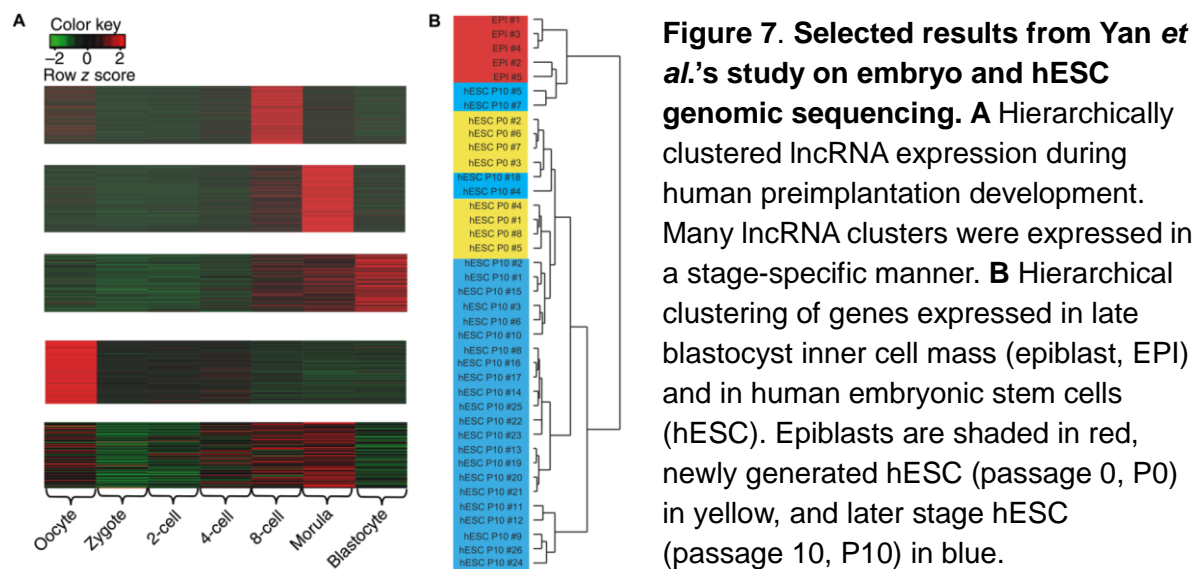 A
Color key
−2 0 2
Row z score
Oocyte
Zygote
2-cell
4-cell
8-cell
Morula
Blastocyte
B
EPI #1
EPI #3
EPI #4
EPI #2
EPI #5
hESC P10 #5
hESC P10 #7
hESC P0 #2
hESC P0 #6
hESC P0 #7
hESC P0 #3
hESC P10 #18
hESC P10 #4
hESC P0 #4
hESC P0 #1
hESC P0 #8
hESC P0 #5
hESC P10 #2
hESC P10 #1
hESC P10 #15
hESC P10 #3
hESC P10 #6
hESC P10 #10
hESC P10 #8
hESC P10 #16
hESC P10 #17
hESC P10 #14
hESC P10 #25
hESC P10 #22
hESC P10 #23
hESC P10 #13
hESC P10 #19
hESC P10 #20
hESC P10 #21
hESC P10 #11
hESC P10 #12
hESC P10 #9
hESC P10 #26
hESC P10 #24
Figure 7. Selected results from Yan et
al.'s study on embryo and hESC
genomic sequencing. A Hierarchically
clustered lncRNA expression during
human preimplantation development.
Many lncRNA clusters were expressed in
a stage-specific manner. B Hierarchical
clustering of genes expressed in late
blastocyst inner cell mass (epiblast, EPI)
and in human embryonic stem cells
(hESC). Epiblasts are shaded in red,
newly generated hESC (passage 0, P0)
in yellow, and later stage hESC
(passage 10, P10) in blue.